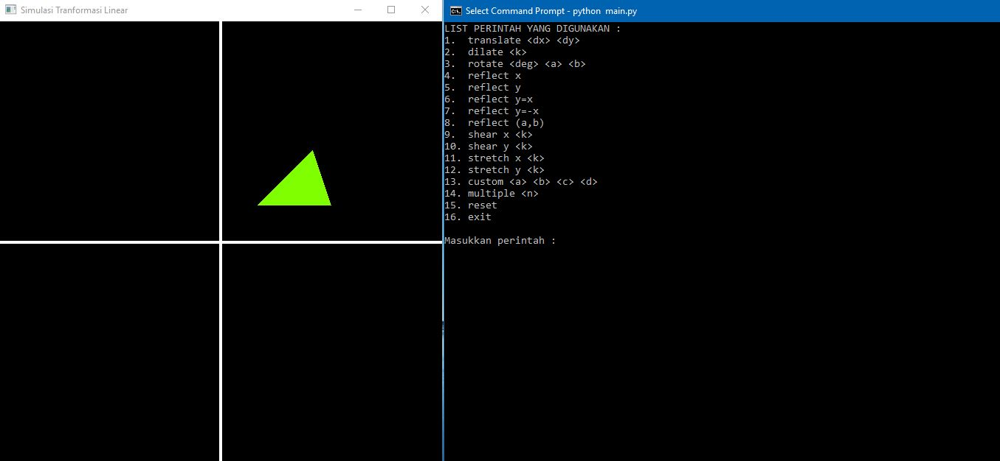 Simulasi Tranformasi Linear
Select Command Prompt - python  main.py
LIST PERINTAH YANG DIGUNAKAN :
1.  translate <dx> <dy>
2.  dilate <k>
3.  rotate <deg> <a> <b>
4.  reflect x
5.  reflect y
6.  reflect y=x
7.  reflect y=-x
8.  reflect (a,b)
9.  shear x <k>
10. shear y <k>
11. stretch x <k>
12. stretch y <k>
13. custom <a> <b> <c> <d>
14. multiple <n>
15. reset
16. exit
Masukkan perintah :